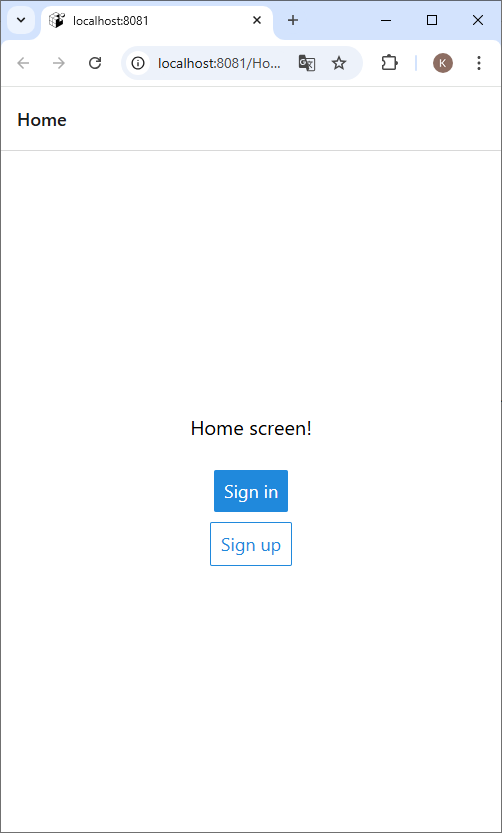 localhost:8081
localhost:8081/Ho...
K
Home
Home screen!
Sign in
Sign up